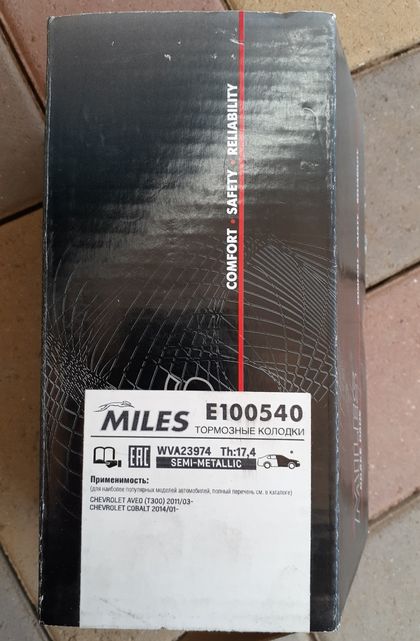 COMFORT • SAFETY • RELIABILITY
MILES E100540
ТОРМОЗНЫЕ КОЛОДКИ
EAC WVA23974 Th:17,4
SEMI-METALLIC
Применимость:
(для наиболее популярных моделей автомобилей, полный перечень см. в каталоге)
CHEVROLET AVEO (T300) 2011/03-
CHEVROLET COBALT 2014/01-